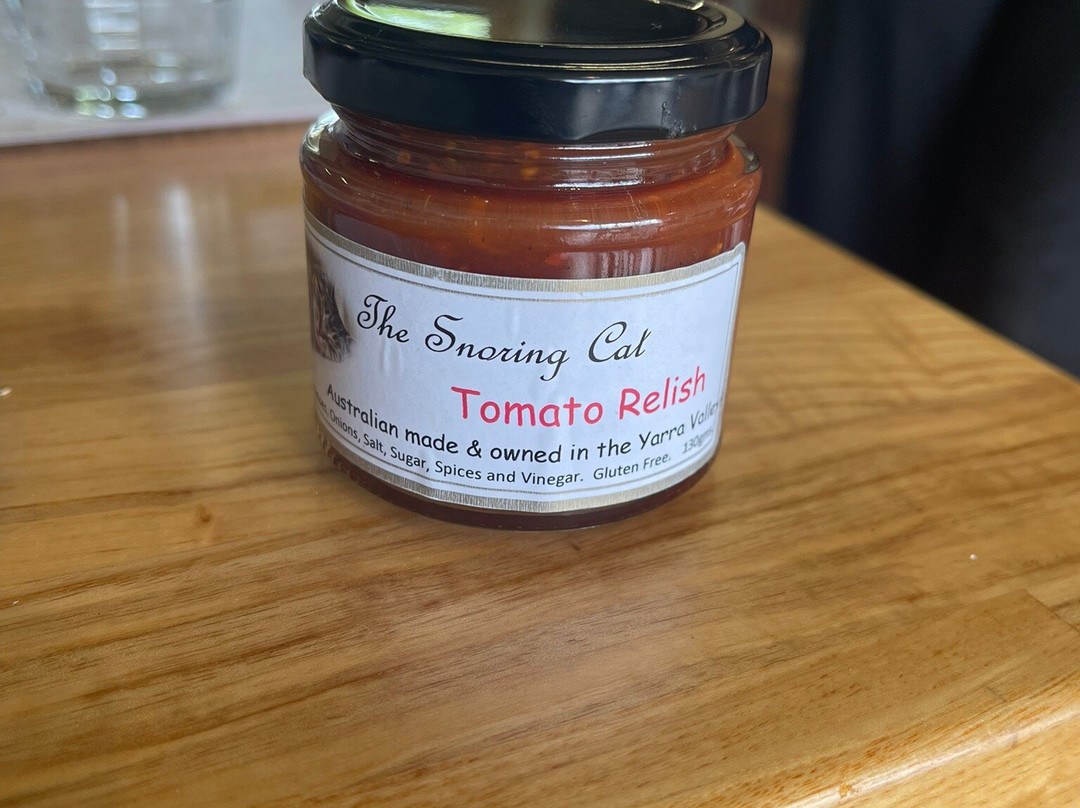 The Snoring Cat
Tomato Relish
Australian made & owned in the Yarra Valley
Onions, Salt, Sugar, Spices and Vinegar. Gluten Free. 130gms